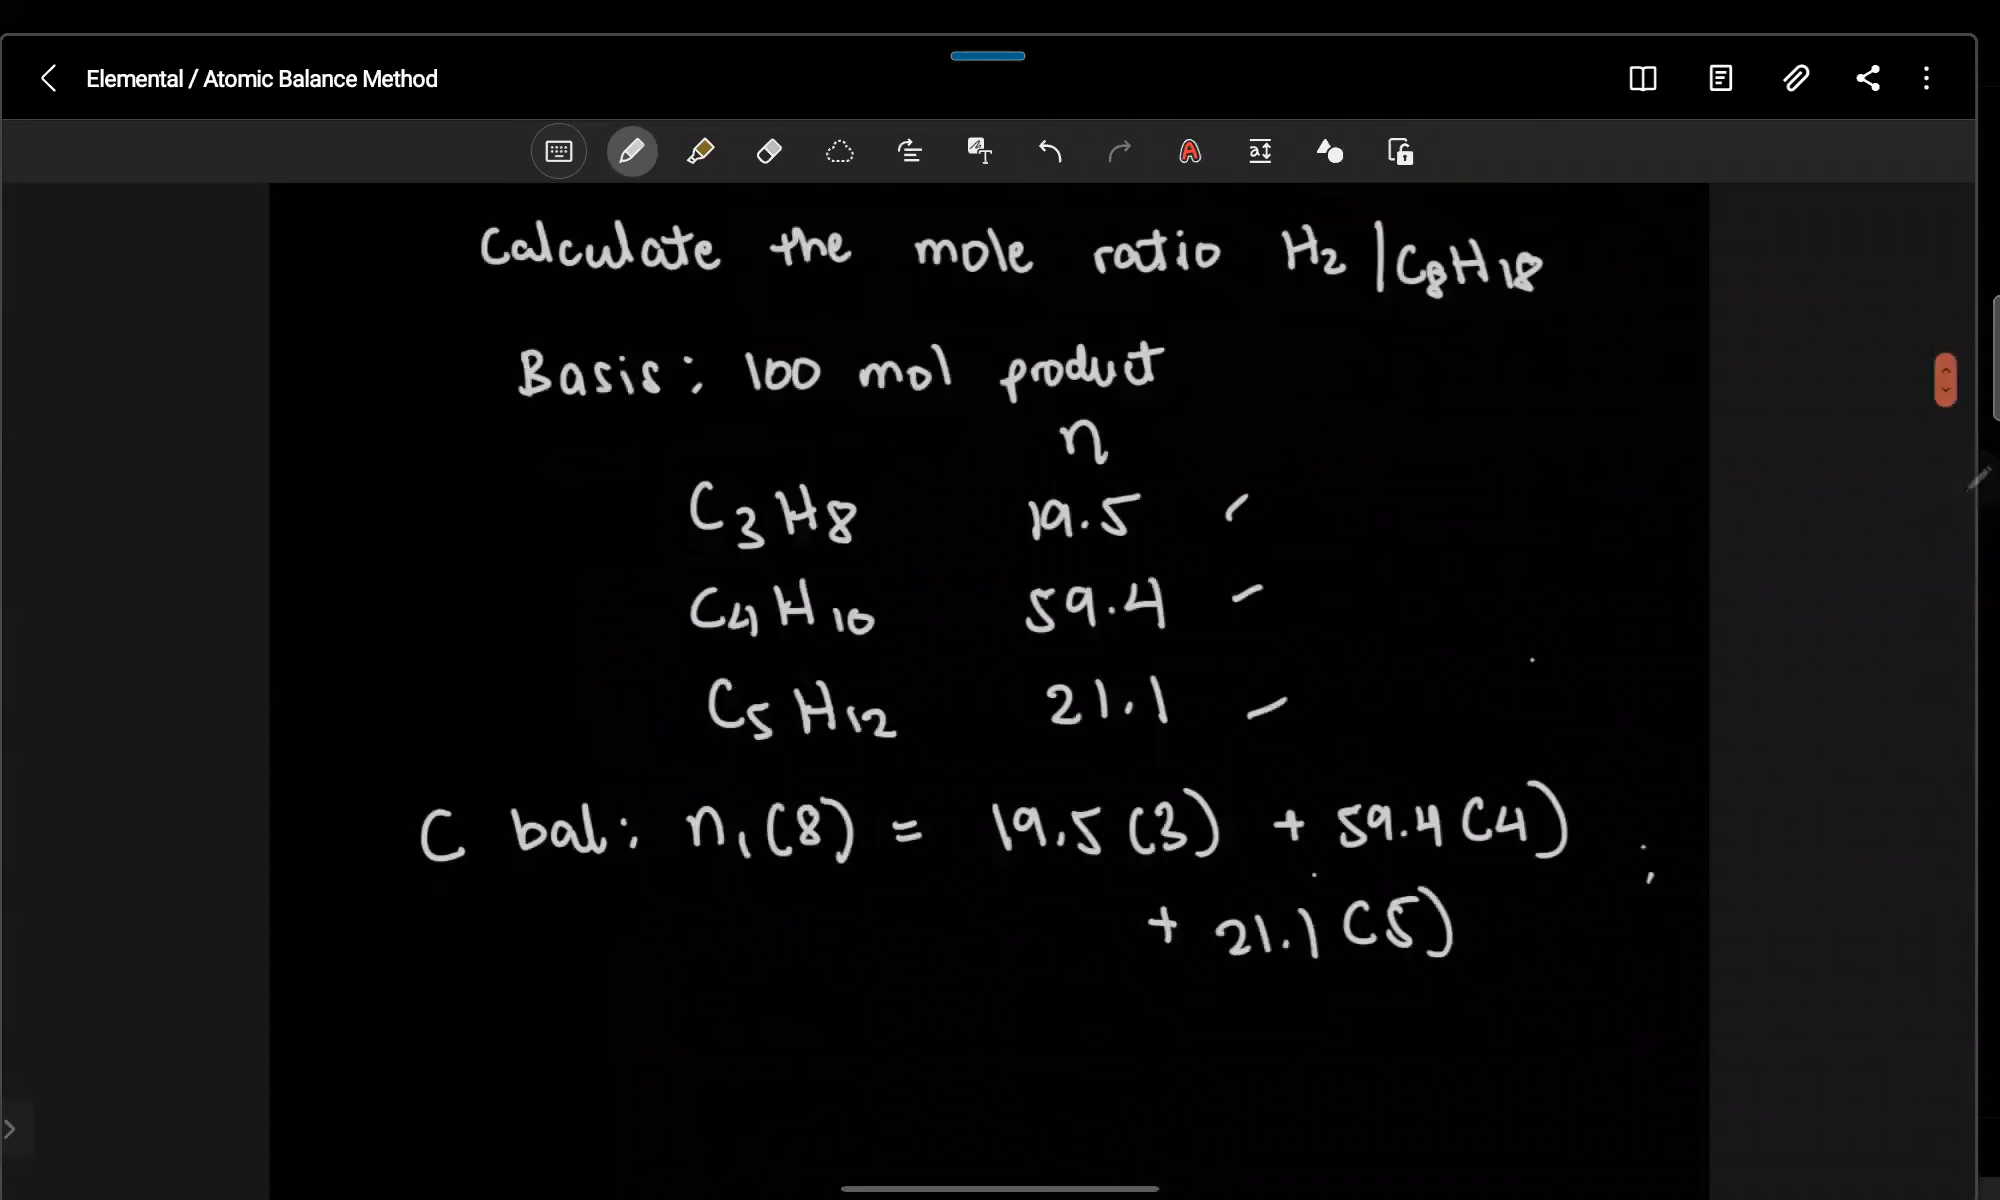 Elemental / Atomic Balance Method
Calculate the mole ratio H2 | C8H18
Basis: 100 mol product
n
C3H8 19.5
C4H10 59.4
C5H12 21.1
C bal: n1(8) = 19.5(3) + 59.4(4)
+ 21.1(5)